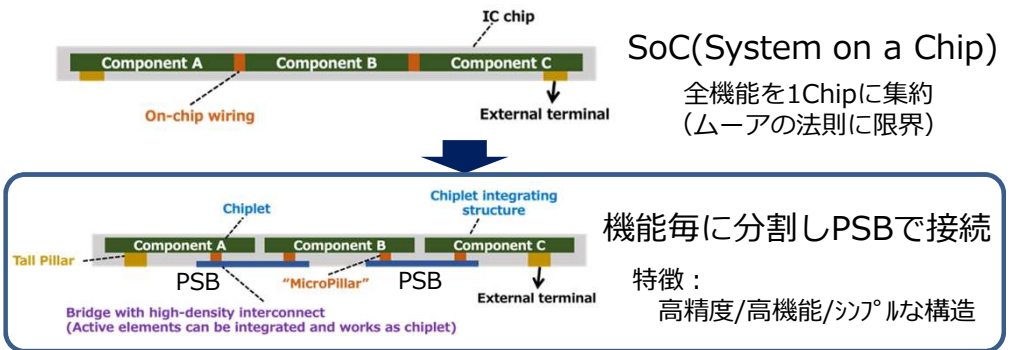 IC chip
Component A
Component B
Component C
On-chip wiring
External terminal
SoC(System on a Chip)
全機能を1Chipに集約
（ムーアの法則に限界）
Chiplet
Chiplet integrating
structure
Component A
Component B
Component C
Tall Pillar
PSB
“MicroPillar”
PSB
External terminal
Bridge with high-density interconnect
(Active elements can be integrated and works as chiplet)
機能毎に分割しPSBで接続
特徴：
高精度/高機能/ｼﾝﾌﾟﾙな構造